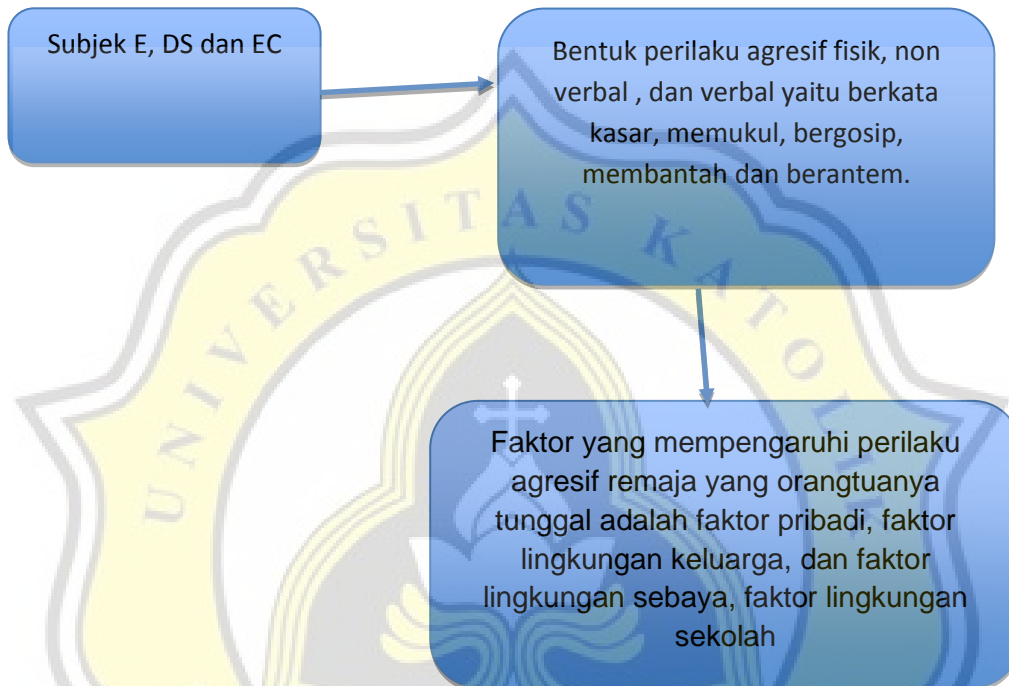 Subjek E, DS dan EC
Bentuk perilaku agresif fisik, non
verbal , dan verbal yaitu berkata
kasar, memukul, bergosip,
membantah dan berantem.
UNIVERSITAS KATOLIK
Faktor yang mempengaruhi perilaku
agresif remaja yang orangtuanya
tunggal adalah faktor pribadi, faktor
lingkungan keluarga, dan faktor
lingkungan sebaya, faktor lingkungan
sekolah